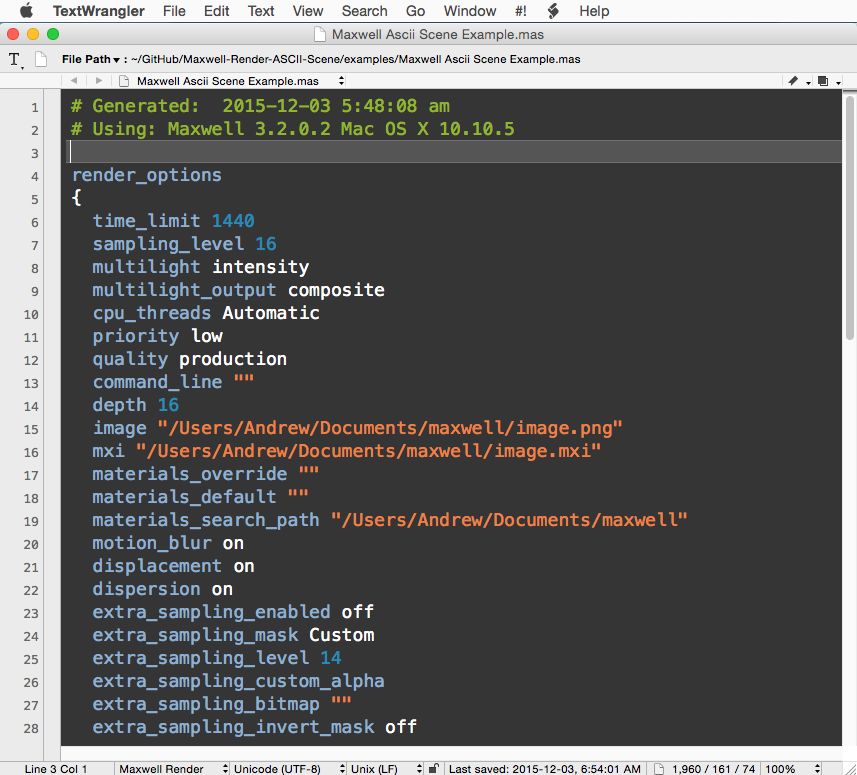 TextWrangler File Edit Text View Search Go Window #! Help
Maxwell Ascii Scene Example.mas
File Path ▾ : ~/GitHub/Maxwell-Render-ASCII-Scene/examples/Maxwell Ascii Scene Example.mas
Maxwell Ascii Scene Example.mas
1 # Generated:  2015-12-03 5:48:08 am
2 # Using: Maxwell 3.2.0.2 Mac OS X 10.10.5
3
4 render_options
5 {
6   time_limit 1440
7   sampling_level 16
8   multilight intensity
9   multilight_output composite
10   cpu_threads Automatic
11   priority low
12   quality production
13   command_line ""
14   depth 16
15   image "/Users/Andrew/Documents/maxwell/image.png"
16   mxi "/Users/Andrew/Documents/maxwell/image.mxi"
17   materials_override ""
18   materials_default ""
19   materials_search_path "/Users/Andrew/Documents/maxwell"
20   motion_blur on
21   displacement on
22   dispersion on
23   extra_sampling_enabled off
24   extra_sampling_mask Custom
25   extra_sampling_level 14
26   extra_sampling_custom_alpha
27   extra_sampling_bitmap ""
28   extra_sampling_invert_mask off
Line 3 Col 1 Maxwell Render Unicode (UTF-8) Unix (LF) Last saved: 2015-12-03, 6:54:01 AM 1,960 / 161 / 74 100%